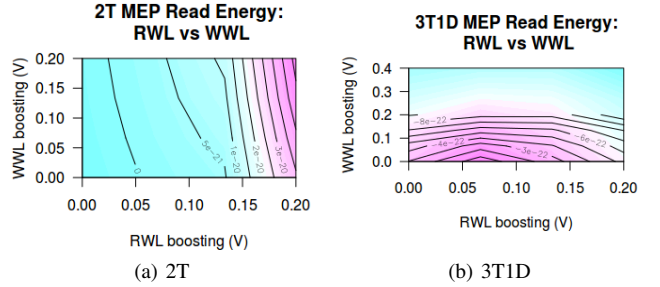 2T MEP Read Energy:
RWL vs WWL
WWL boosting (V)
0.20
0.15
0.10
0.05
0.00
0
5e-21
1e-20
2e-20
3e-20
0.00 0.05 0.10 0.15 0.20
RWL boosting (V)
(a) 2T
3T1D MEP Read Energy:
RWL vs WWL
WWL boosting (V)
0.4
0.3
0.2
0.1
0.0
-8e-22
-6e-22
-4e-22
-3e-22
0.00 0.05 0.10 0.15 0.20
RWL boosting (V)
(b) 3T1D